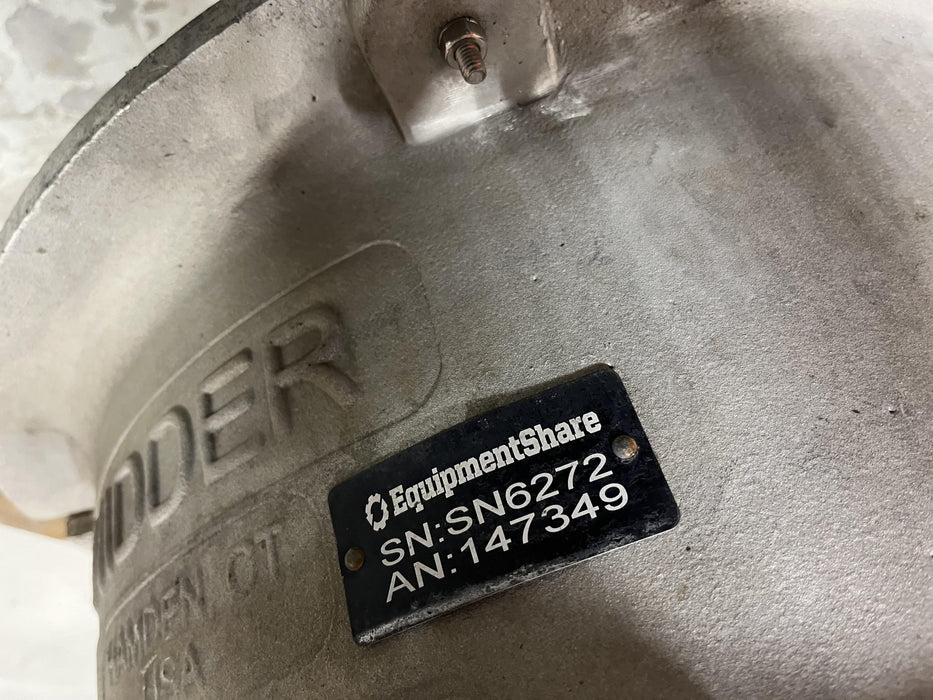 IDDER
HAMDEN, CT
USA
EquipmentShare
SN:SN6272
AN:147349